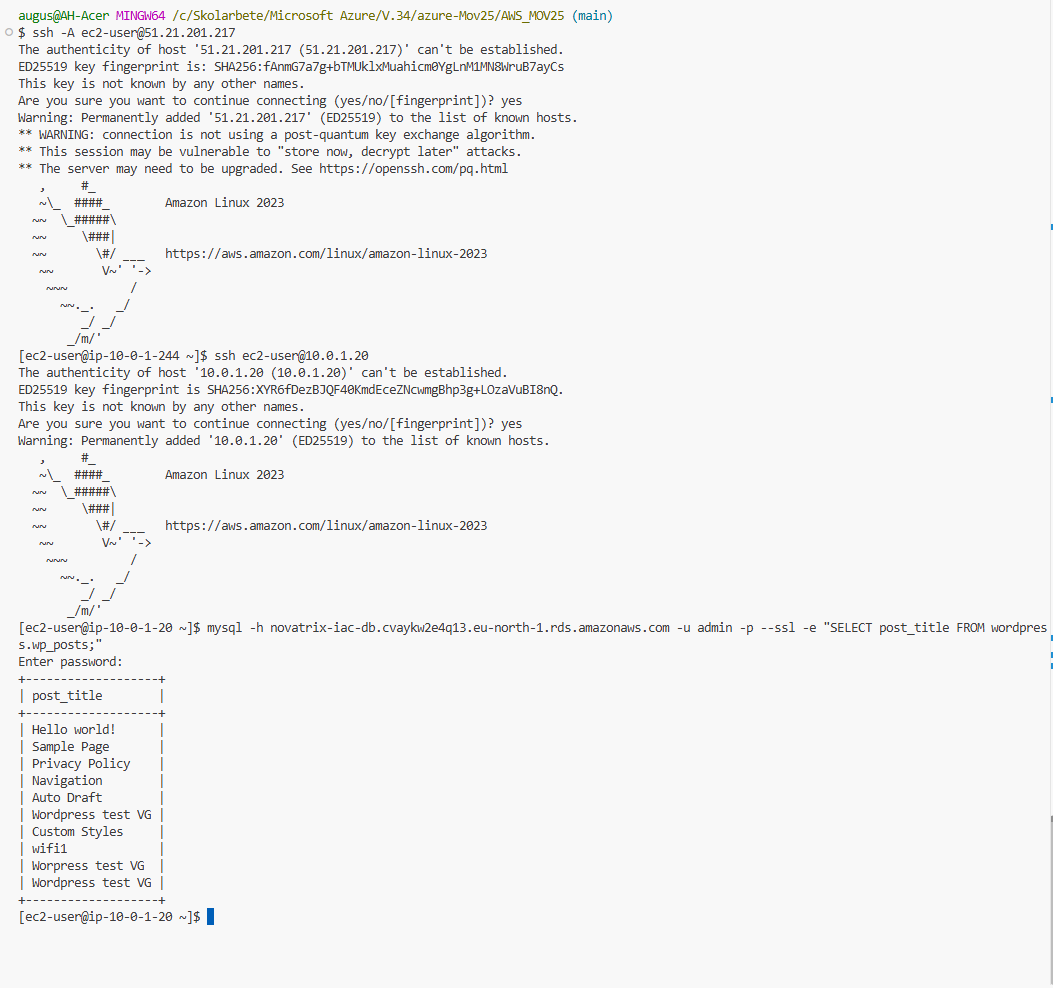 augus@AH-Acer MINGW64 /c/Skolarbete/Microsoft Azure/V.34/azure-Mov25/AWS_MOV25 (main)
$ ssh -A ec2-user@51.21.201.217
The authenticity of host '51.21.201.217 (51.21.201.217)' can't be established.
ED25519 key fingerprint is: SHA256:fAnmG7a7g+bTMUklxMuahicm0YgLnM1MN8WruB7ayCs
This key is not known by any other names.
Are you sure you want to continue connecting (yes/no/[fingerprint])? yes
Warning: Permanently added '51.21.201.217' (ED25519) to the list of known hosts.
** WARNING: connection is not using a post-quantum key exchange algorithm.
** This session may be vulnerable to "store now, decrypt later" attacks.
** The server may need to be upgraded. See https://openssh.com/pq.html
   ,     #_
   ~\_  ####_        Amazon Linux 2023
  ~~  \_#####\
  ~~     \###|
  ~~       \#/ ___   https://aws.amazon.com/linux/amazon-linux-2023
   ~~       V~' '->
    ~~~         /
      ~~._.   _/
         _/ _/
       _/m/'
[ec2-user@ip-10-0-1-244 ~]$ ssh ec2-user@10.0.1.20
The authenticity of host '10.0.1.20 (10.0.1.20)' can't be established.
ED25519 key fingerprint is SHA256:XYR6fDezBJQF40KmdEceZNcwmgBhp3g+LOzaVuBI8nQ.
This key is not known by any other names.
Are you sure you want to continue connecting (yes/no/[fingerprint])? yes
Warning: Permanently added '10.0.1.20' (ED25519) to the list of known hosts.
   ,     #_
   ~\_  ####_        Amazon Linux 2023
  ~~  \_#####\
  ~~     \###|
  ~~       \#/ ___   https://aws.amazon.com/linux/amazon-linux-2023
   ~~       V~' '->
    ~~~         /
      ~~._.   _/
         _/ _/
       _/m/'
[ec2-user@ip-10-0-1-20 ~]$ mysql -h novatrix-iac-db.cvaykw2e4q13.eu-north-1.rds.amazonaws.com -u admin -p --ssl -e "SELECT post_title FROM wordpres
s.wp_posts;"
Enter password:
+-------------------+
| post_title        |
+-------------------+
| Hello world!      |
| Sample Page       |
| Privacy Policy    |
| Navigation        |
| Auto Draft        |
| Wordpress test VG |
| Custom Styles     |
| wifi1             |
| Worpress test VG  |
| Wordpress test VG |
+-------------------+
[ec2-user@ip-10-0-1-20 ~]$